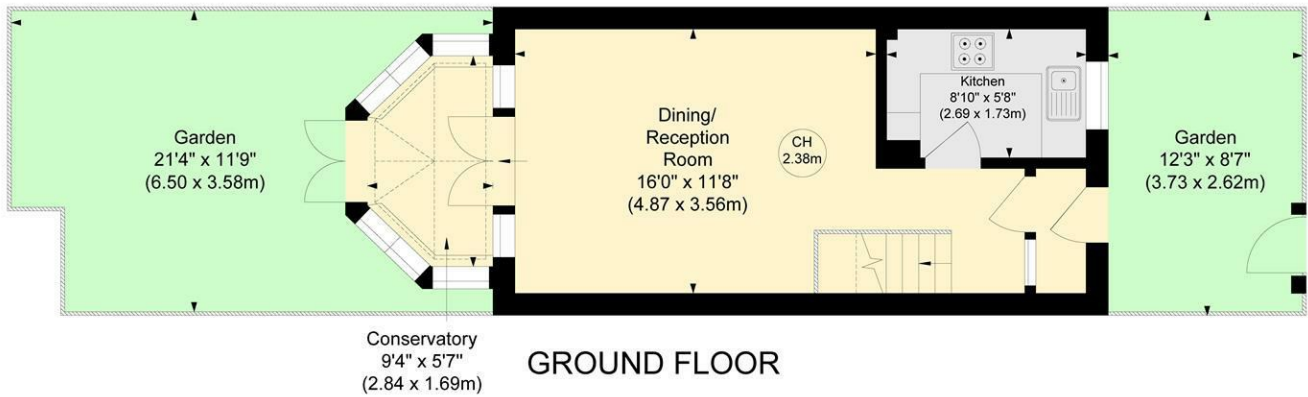 Garden
21'4" x 11'9"
(6.50 x 3.58m)
Dining/
Reception
Room
16'0" x 11'8"
(4.87 x 3.56m)
CH
2.38m
Kitchen
8'10" x 5'8"
(2.69 x 1.73m)
Garden
12'3" x 8'7"
(3.73 x 2.62m)
Conservatory
9'4" x 5'7"
(2.84 x 1.69m)
GROUND FLOOR